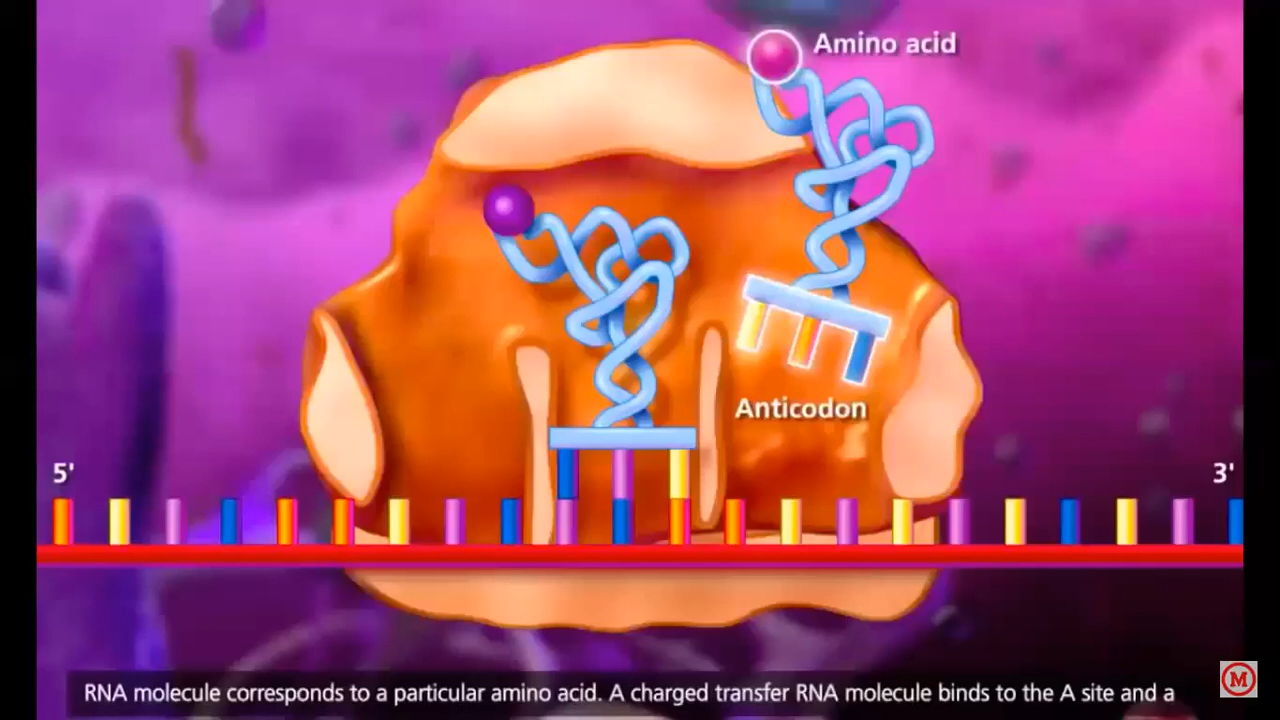 Amino acid
Anticodon
5'
3'
RNA molecule corresponds to a particular amino acid. A charged transfer RNA molecule binds to the A site and a
M